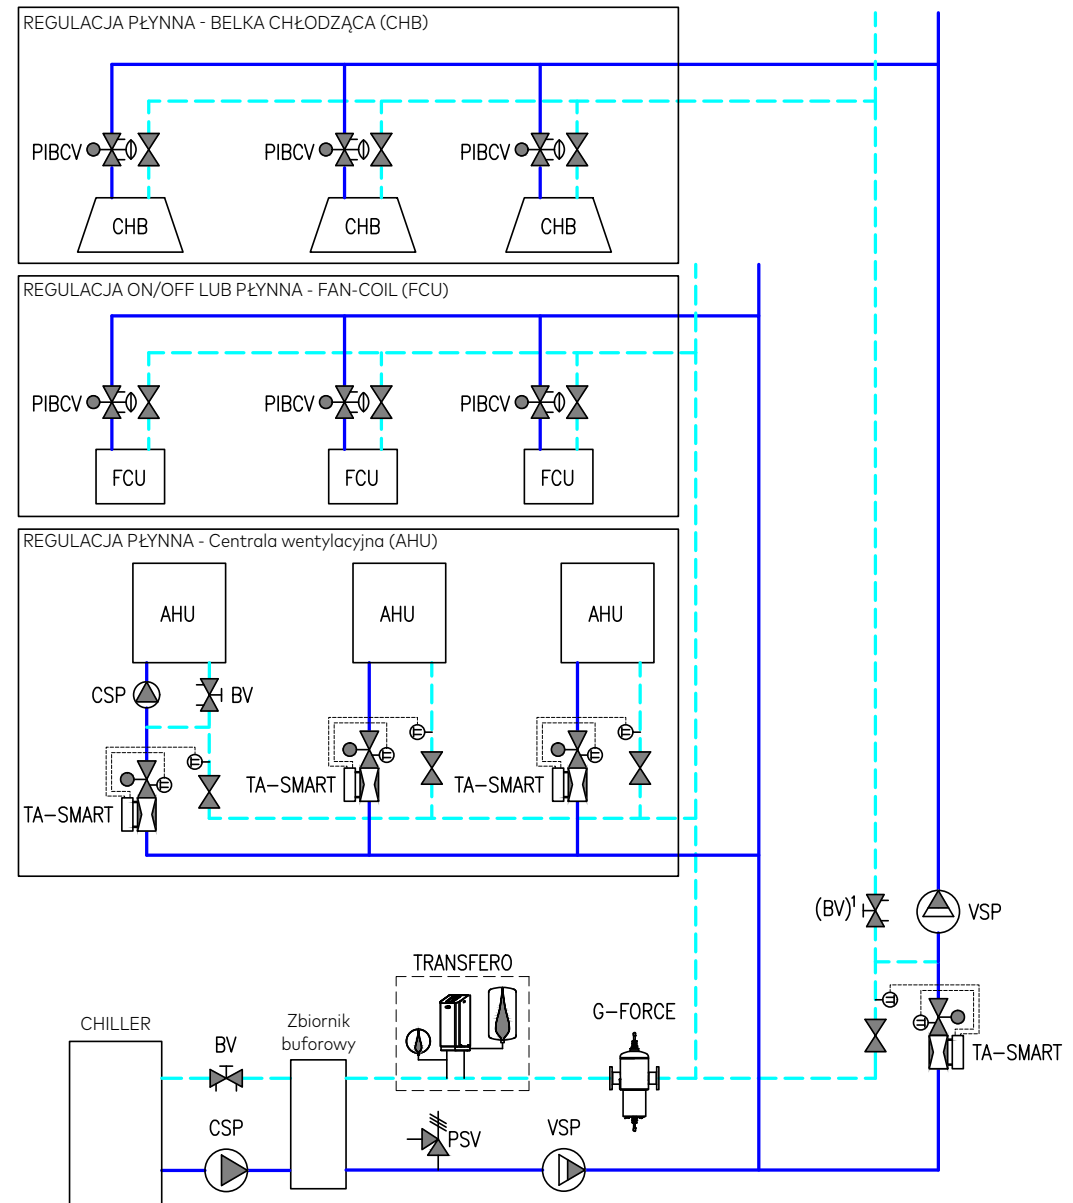 REGULACJA PŁYNNA - BELKA CHŁODZĄCA (CHB)
PIBCV PIBCV PIBCV
CHB CHB CHB
REGULACJA ON/OFF LUB PŁYNNA - FAN-COIL (FCU)
PIBCV PIBCV PIBCV
FCU FCU FCU
REGULACJA PŁYNNA - Centrala wentylacyjna (AHU)
AHU AHU AHU
CSP BV
TA-SMART TA-SMART TA-SMART
(BV)¹ VSP
TA-SMART
TRANSFERO
G-FORCE
CHILLER
BV
Zbiornik
buforowy
CSP
PSV
VSP